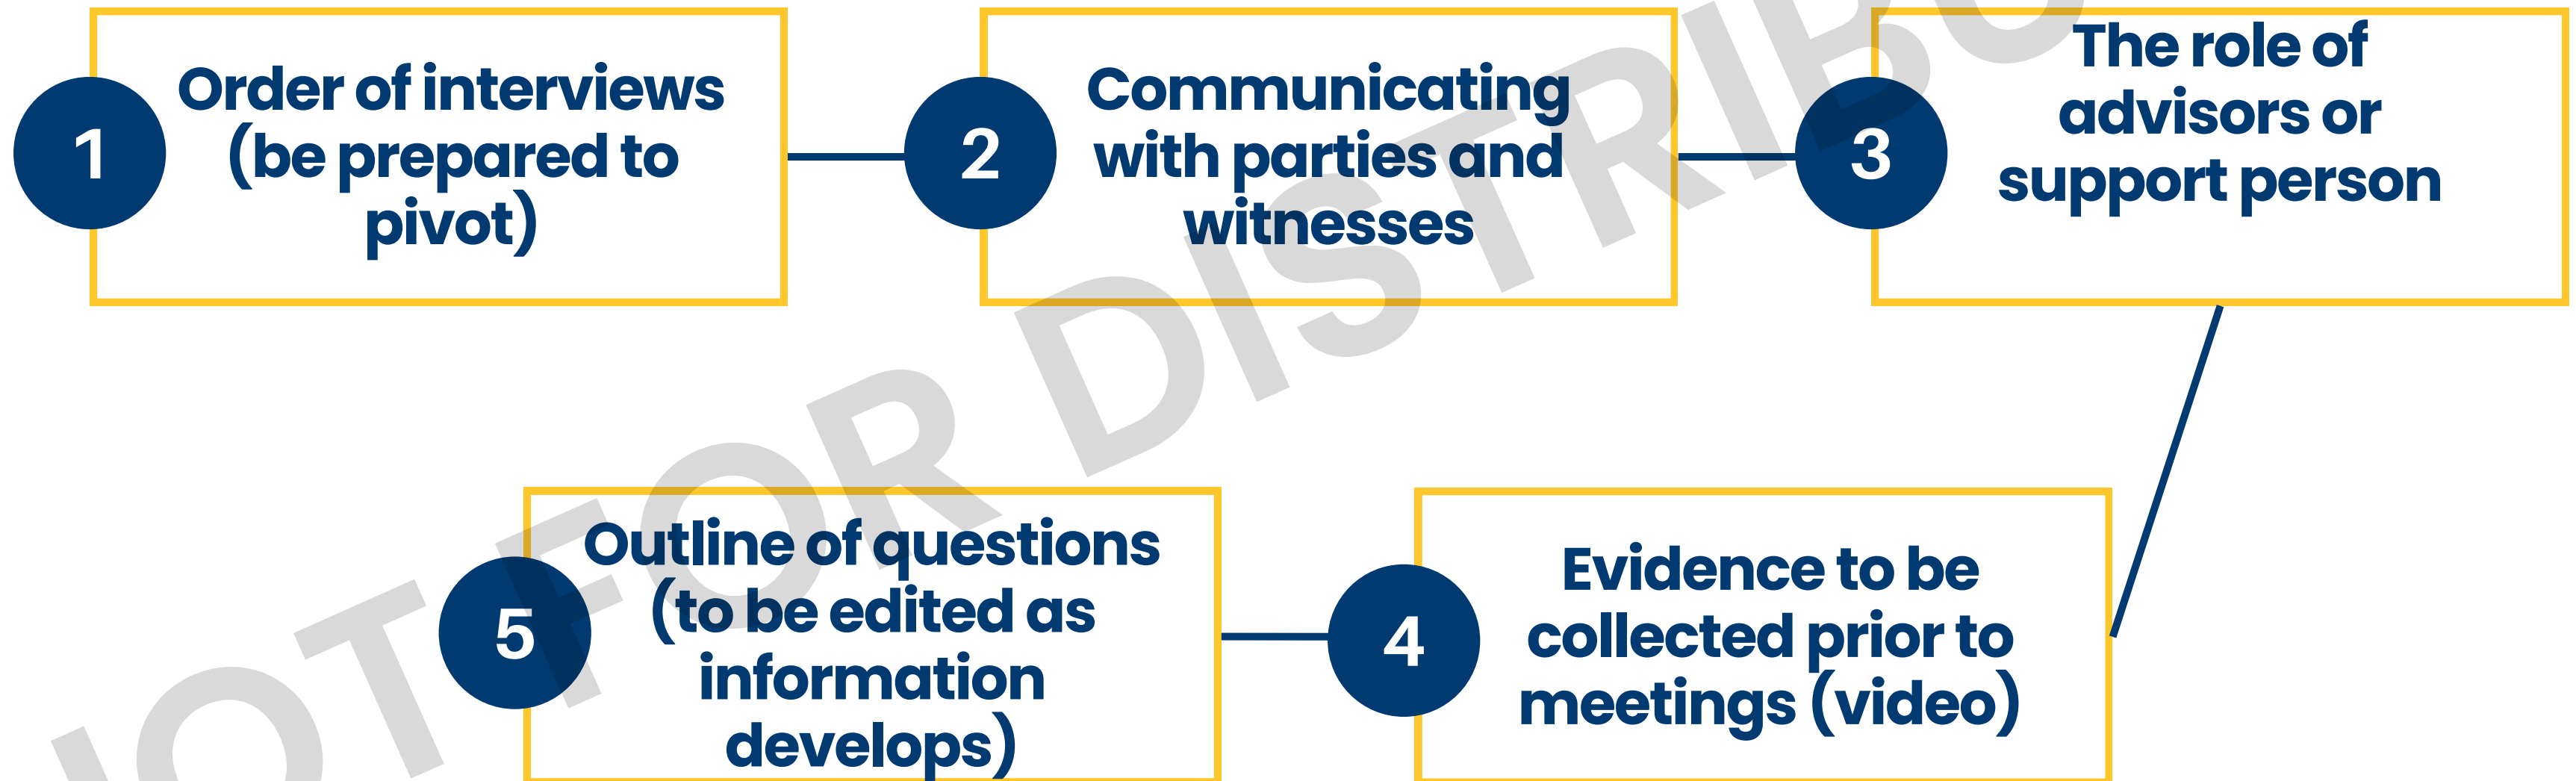 1
Order of interviews
(be prepared to
pivot)
2
Communicating
with parties and
witnesses
3
The role of
advisors or
support person
4
Evidence to be
collected prior to
meetings (video)
5
Outline of questions
(to be edited as
information
develops)
OT FOR DISTRIBU